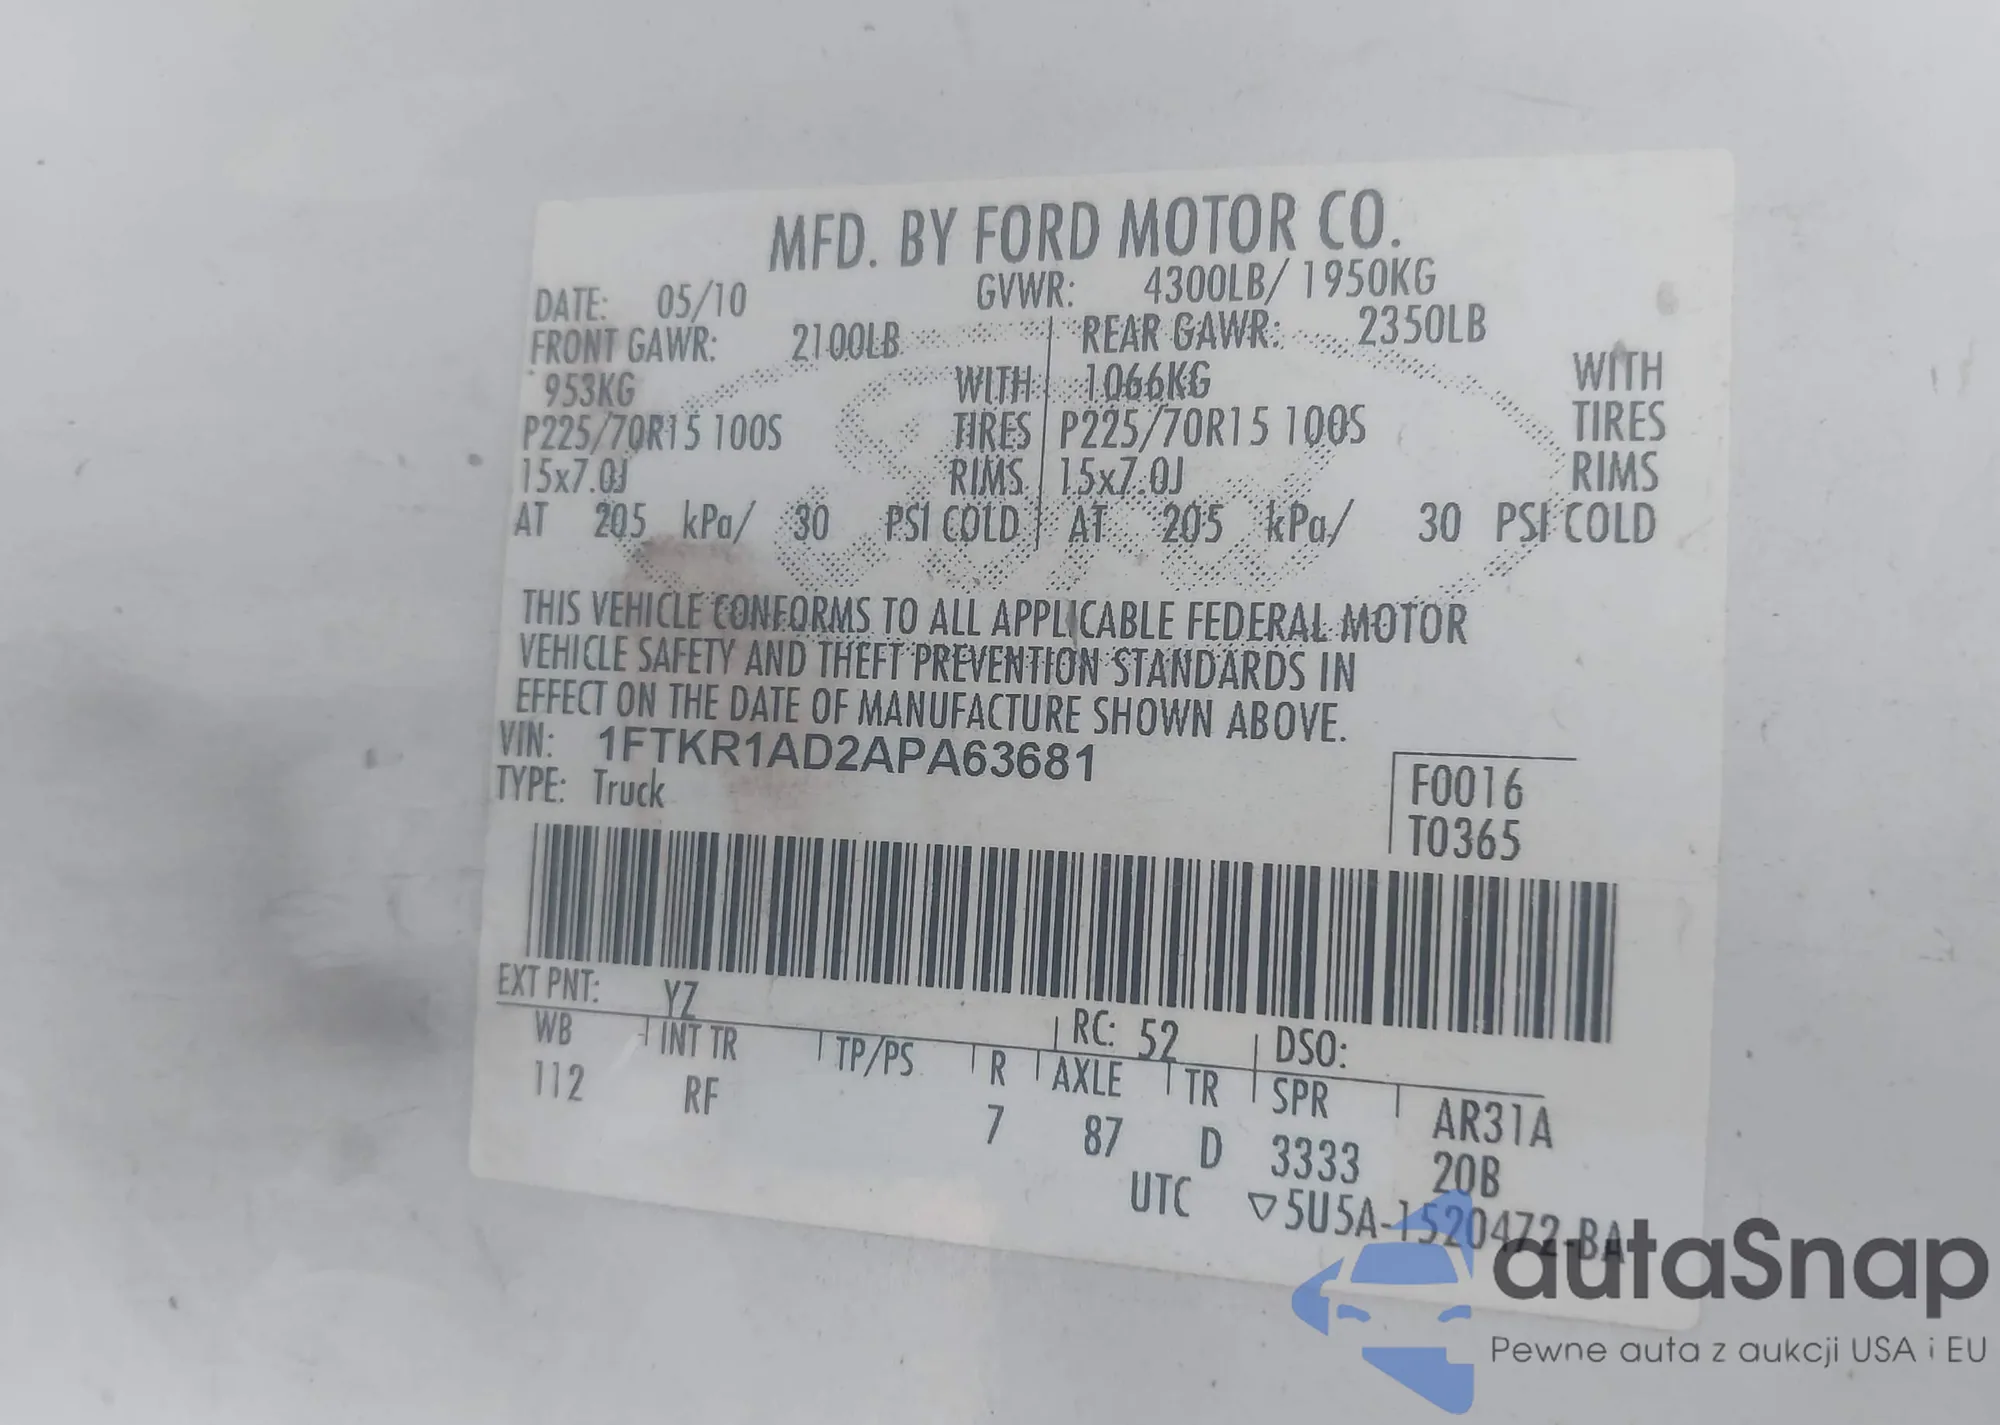 MFD. BY FORD MOTOR CO.
DATE: 05/10 GVWR: 4300LB/ 1950KG
FRONT GAWR: 2100LB REAR GAWR: 2350LB
953KG WITH 1066KG WITH
P225/70R15 100S TIRES P225/70R15 100S TIRES
15x7.0J RIMS 15x7.0J RIMS
AT 205 kPa/ 30 PSI COLD AT 205 kPa/ 30 PSI COLD
THIS VEHICLE CONFORMS TO ALL APPLICABLE FEDERAL MOTOR
VEHICLE SAFETY AND THEFT PREVENTION STANDARDS IN
EFFECT ON THE DATE OF MANUFACTURE SHOWN ABOVE.
VIN: 1FTKR1AD2APA63681
TYPE: Truck
F0016
T0365
EXT PNT: YZ RC: 52 DSO:
WB INT TR TP/PS R AXLE TR SPR AR31A
112 RF 7 87 D 3333 20B
UTC ▽5U5A-1520472-BA
autaSnap
Pewne auta z aukcji USA i EU